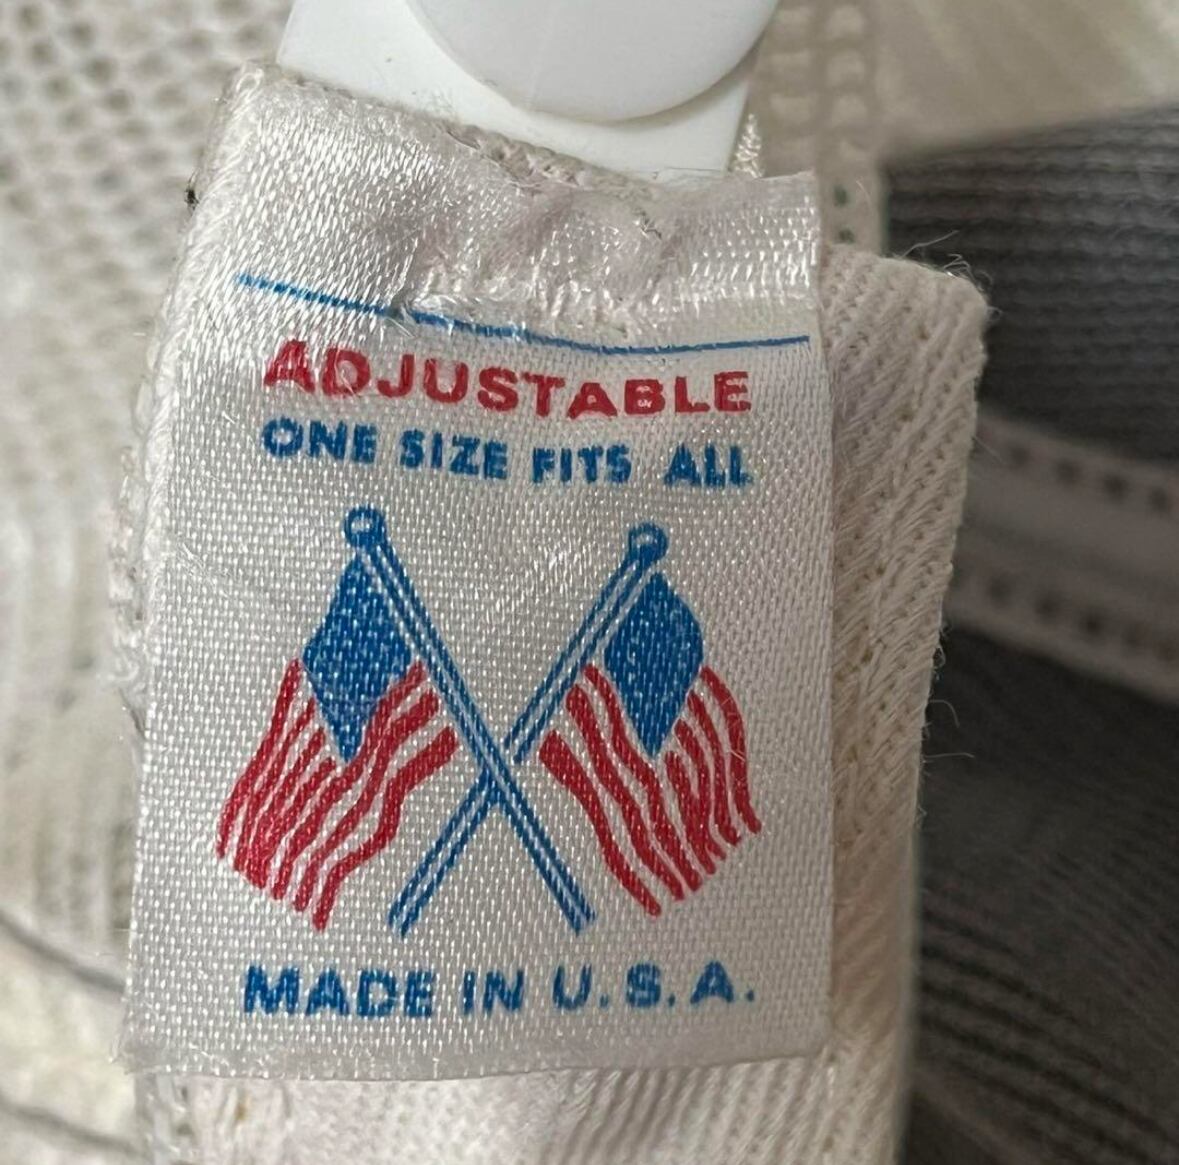 ADJUSTABLE
ONE SIZE FITS ALL
MADE IN U.S.A.